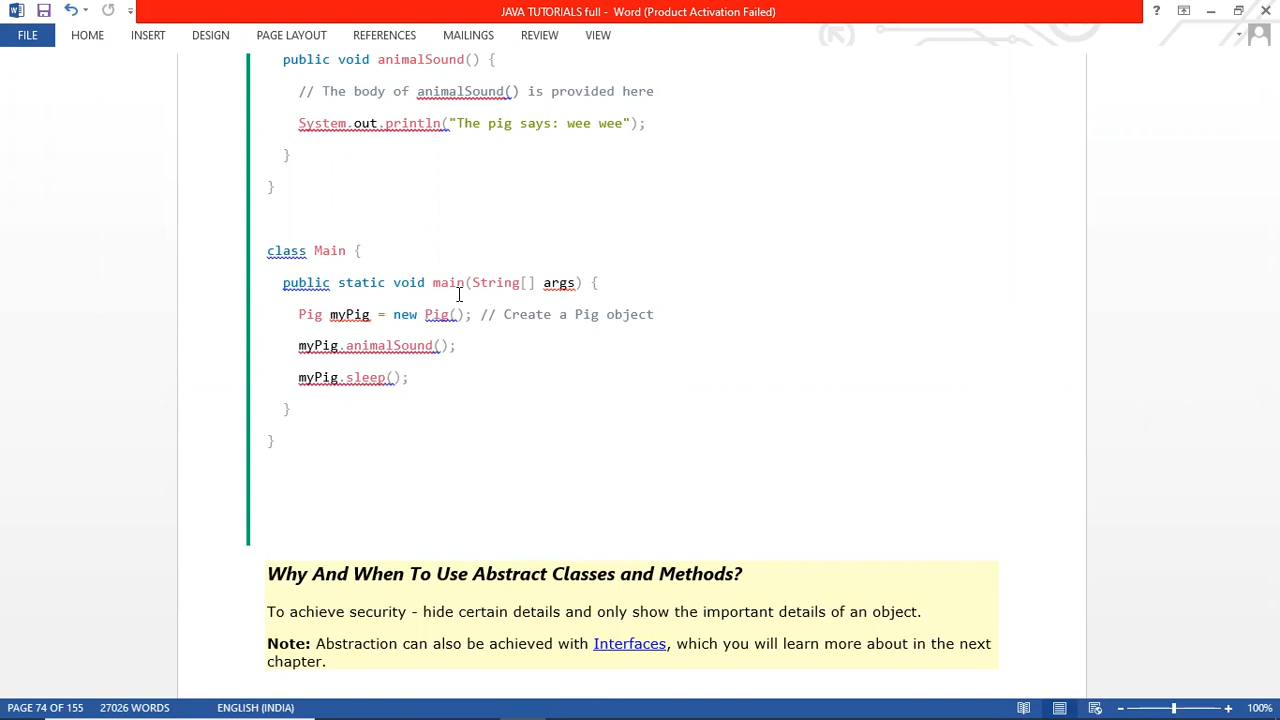 JAVA TUTORIALS full - Word (Product Activation Failed)
FILE HOME INSERT DESIGN PAGE LAYOUT REFERENCES MAILINGS REVIEW VIEW
public void animalSound() {
// The body of animalSound() is provided here
System.out.println("The pig says: wee wee");
}
}
class Main {
public static void main(String[] args) {
Pig myPig = new Pig(); // Create a Pig object
myPig.animalSound();
myPig.sleep();
}
}
Why And When To Use Abstract Classes and Methods?
To achieve security - hide certain details and only show the important details of an object.
Note: Abstraction can also be achieved with Interfaces, which you will learn more about in the next
chapter.
PAGE 74 OF 155 27026 WORDS ENGLISH (INDIA) 100%